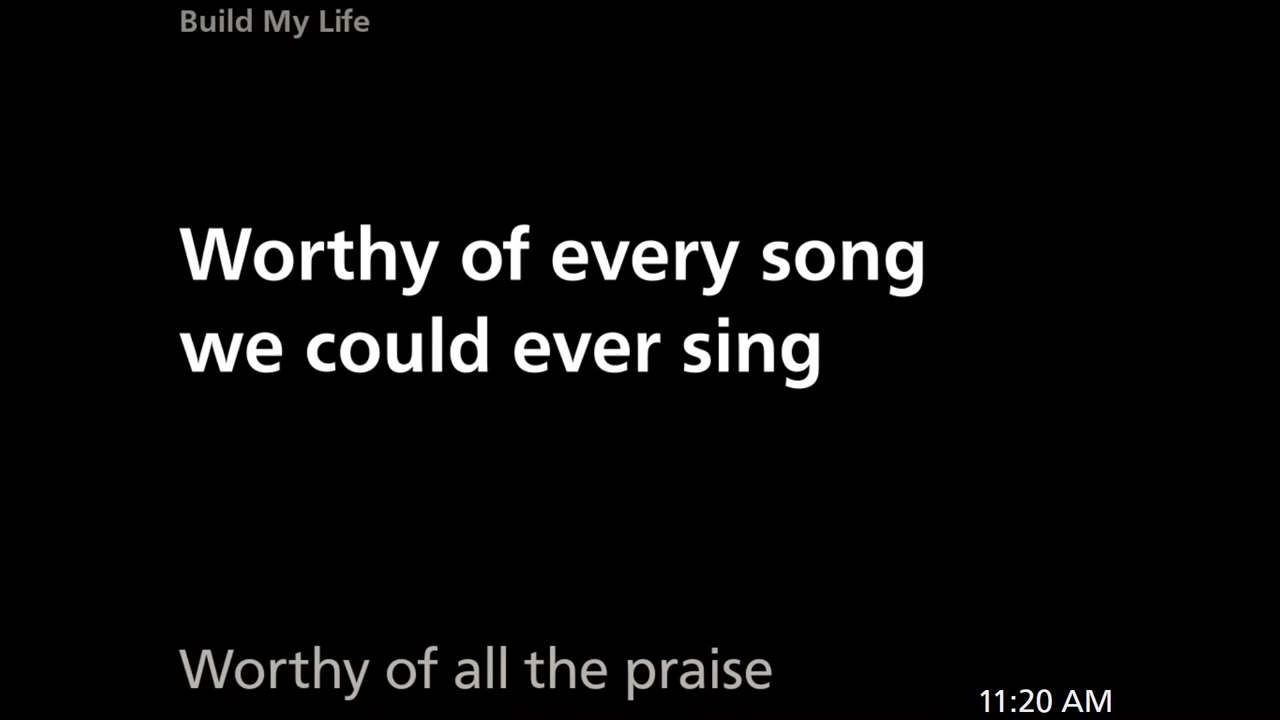 Build My Life
Worthy of every song
we could ever sing
Worthy of all the praise
11:20 AM